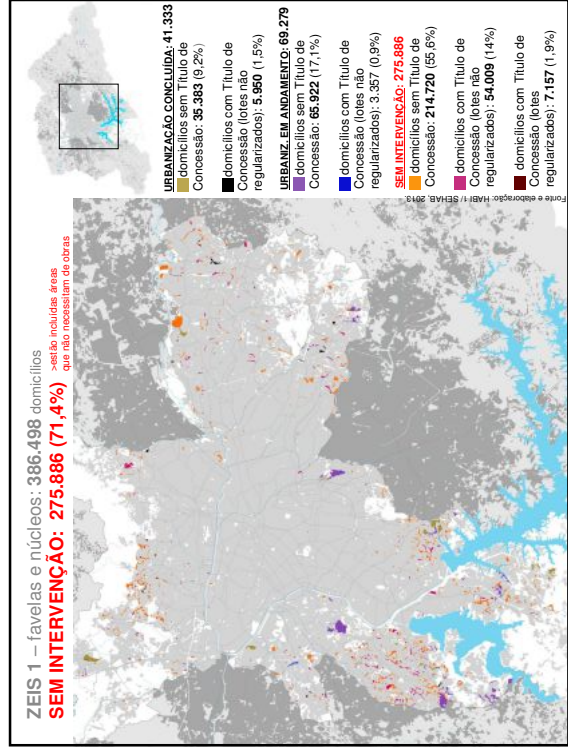 ZEIS 1 – favelas e núcleos: 386.498 domicílios
SEM INTERVENÇÃO: 275.886 (71,4%)
>estão incluídas áreas
que não necessitam de obras
URBANIZAÇÃO CONCLUÍDA: 41.333
domicílios sem Título de
Concessão: 35.383 (9,2%)
domicílios com Título de
Concessão (lotes não
regularizados): 5.950 (1,5%)
URBANIZ. EM ANDAMENTO: 69.279
domicílios sem Título de
Concessão: 65.922 (17,1%)
domicílios com Título de
Concessão (lotes não
regularizados): 3.357 (0,9%)
SEM INTERVENÇÃO: 275.886
domicílios sem Título de
Concessão: 214.720 (55,6%)
domicílios com Título de
Concessão (lotes não
regularizados): 54.009 (14%)
domicílios com Título de
Concessão (lotes
regularizados): 7.157 (1,9%)
Fonte e elaboração: HABI 1/ SEHAB, 2013.